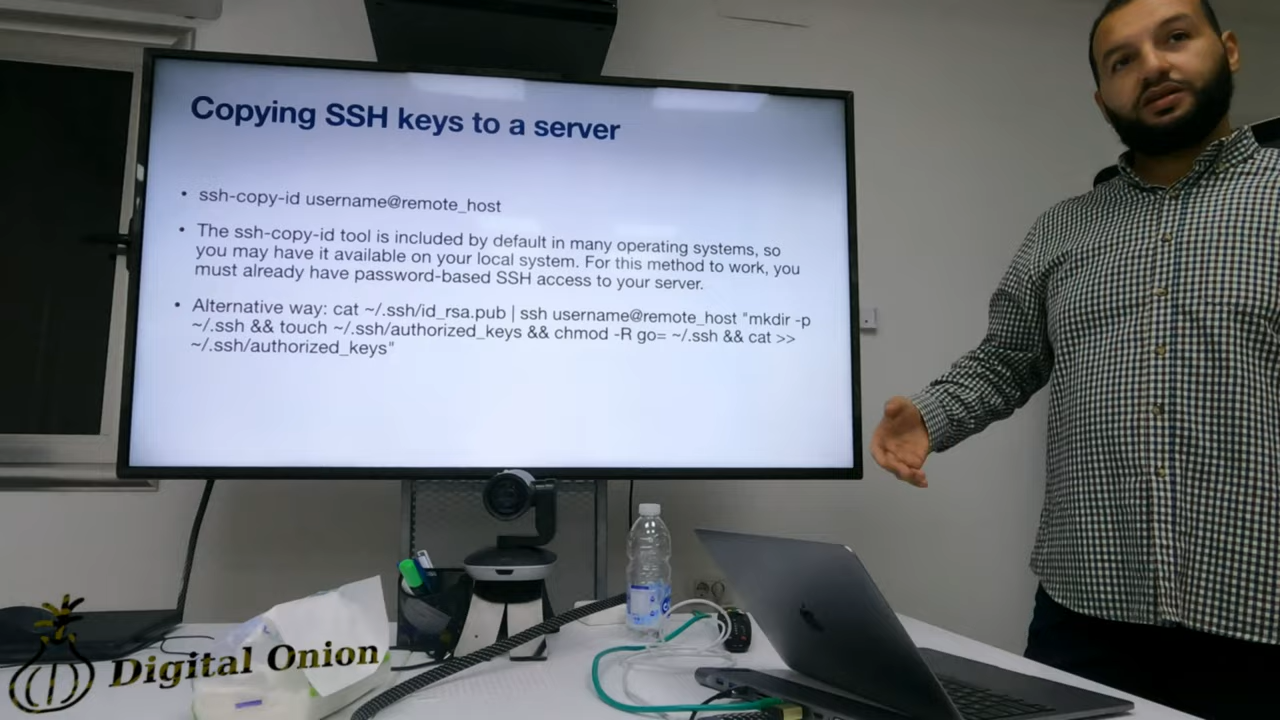 Copying SSH keys to a server
• ssh-copy-id username@remote_host
• The ssh-copy-id tool is included by default in many operating systems, so
you may have it available on your local system. For this method to work, you
must already have password-based SSH access to your server.
• Alternative way: cat ~/.ssh/id_rsa.pub | ssh username@remote_host "mkdir -p
~/.ssh && touch ~/.ssh/authorized_keys && chmod -R go= ~/.ssh && cat >>
~/.ssh/authorized_keys"
Digital Onion